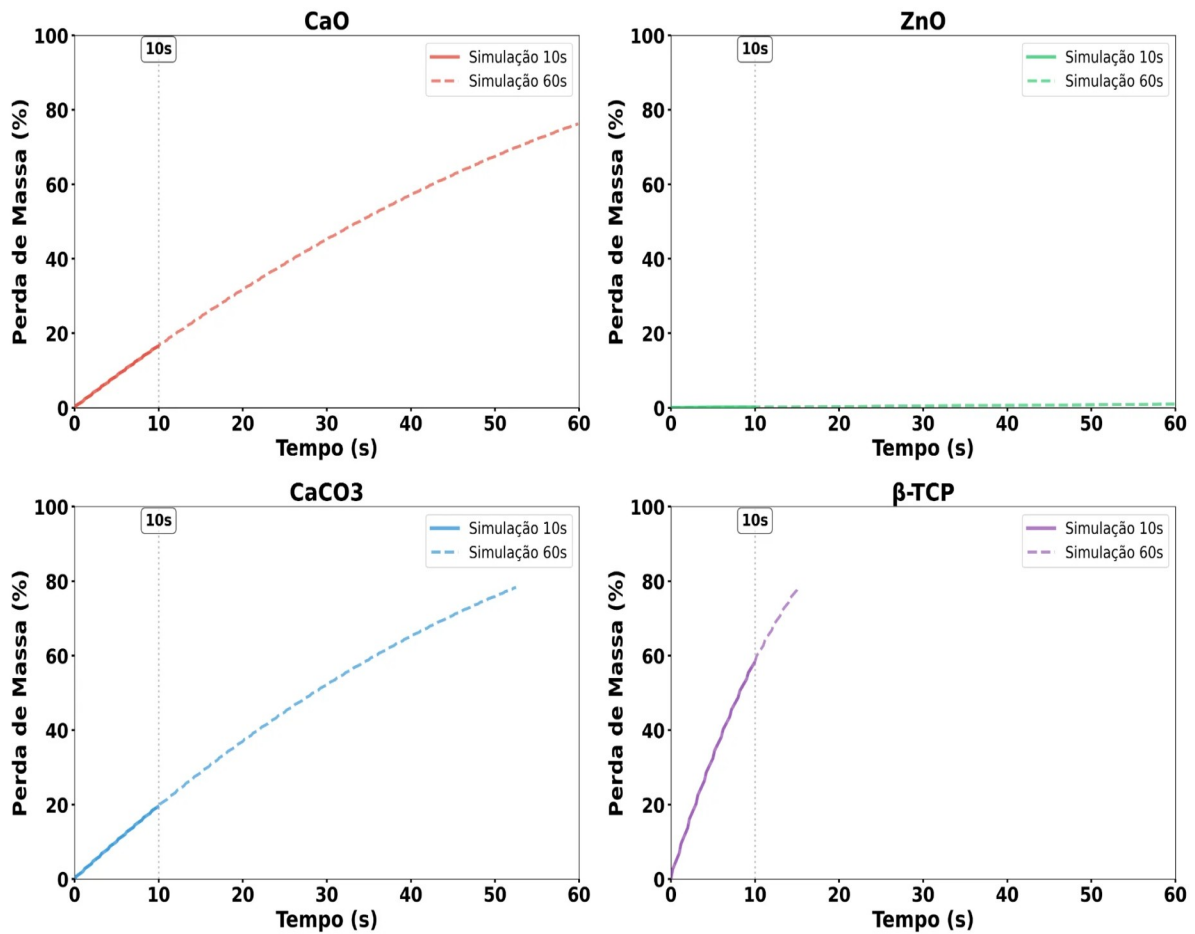 CaO
100
80
60
40
20
0
Perda de Massa (%)
10s
Simulação 10s
Simulação 60s
0 10 20 30 40 50 60
Tempo (s)
ZnO
100
80
60
40
20
0
Perda de Massa (%)
10s
Simulação 10s
Simulação 60s
0 10 20 30 40 50 60
Tempo (s)
CaCO3
100
80
60
40
20
0
Perda de Massa (%)
10s
Simulação 10s
Simulação 60s
0 10 20 30 40 50 60
Tempo (s)
β-TCP
100
80
60
40
20
0
Perda de Massa (%)
10s
Simulação 10s
Simulação 60s
0 10 20 30 40 50 60
Tempo (s)